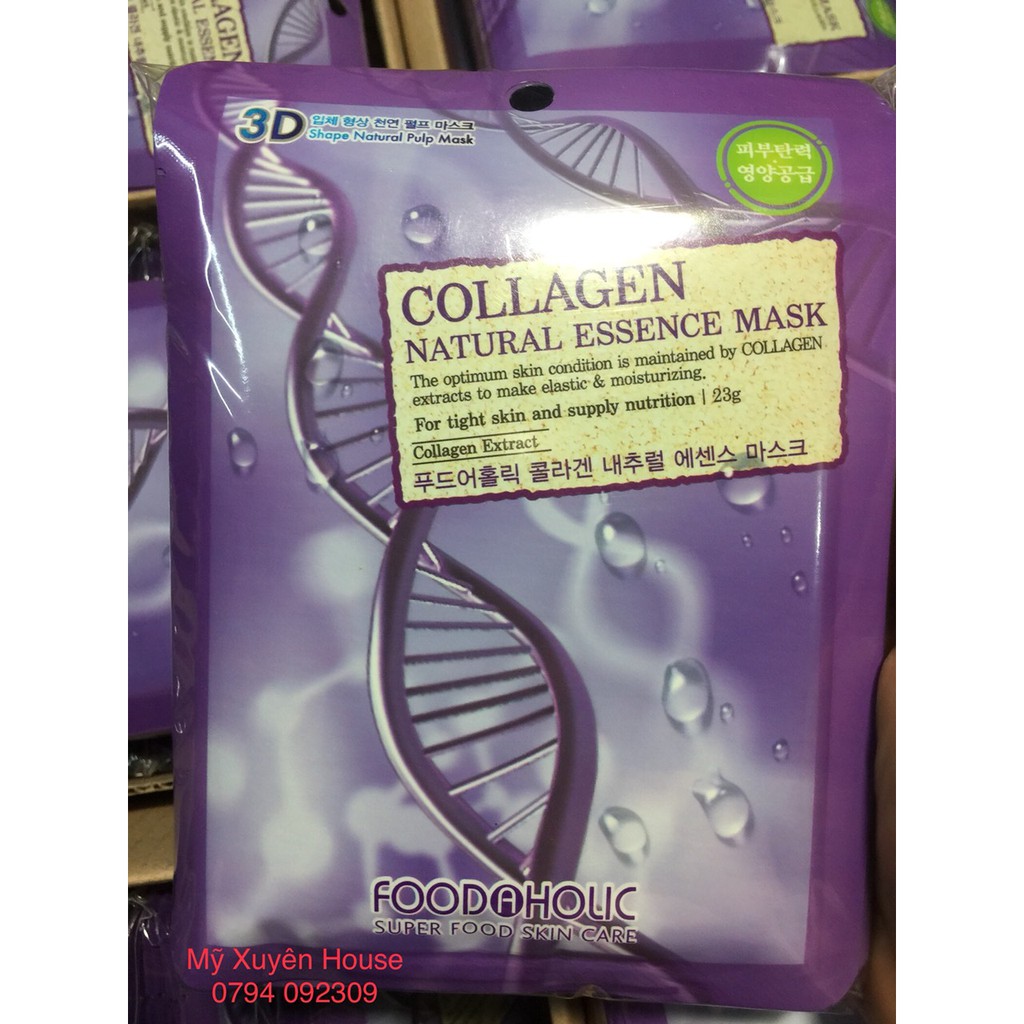 3D 입체 형상 천연 펄프 마스크
Shape Natural Pulp Mask
피부탄력
영양공급
COLLAGEN
NATURAL ESSENCE MASK
The optimum skin condition is maintained by COLLAGEN
extracts to make elastic & moisturizing.
For tight skin and supply nutrition | 23g
Collagen Extract
푸드어홀릭 콜라겐 내추럴 에센스 마스크
FOODAHOLIC
SUPER FOOD SKIN CARE
Mỹ Xuyên House
0794 092309